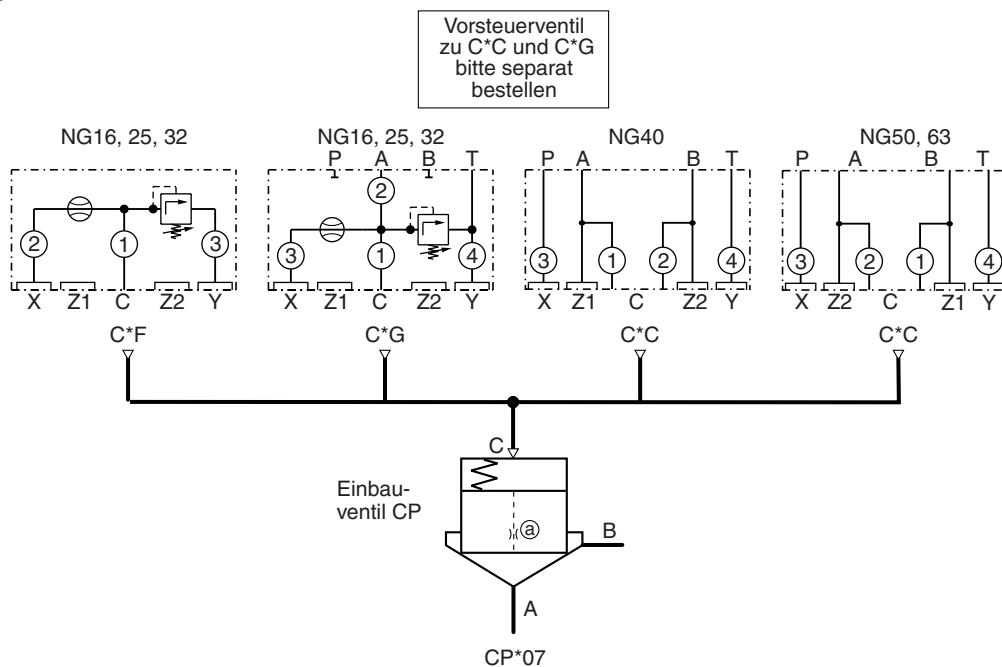 Vorsteuerventil
zu C*C und C*G
bitte separat
bestellen
NG16, 25, 32
NG16, 25, 32
NG40
NG50, 63
P A B T
P A B T
P A B T
2 1 3
3 2 1 4
3 1 2 4
3 2 1 4
X Z1 C Z2 Y
X Z1 C Z2 Y
X Z1 C Z2 Y
X Z2 C Z1 Y
C*F
C*G
C*C
C*C
C
Einbau-
ventil CP
a
B
A
CP*07